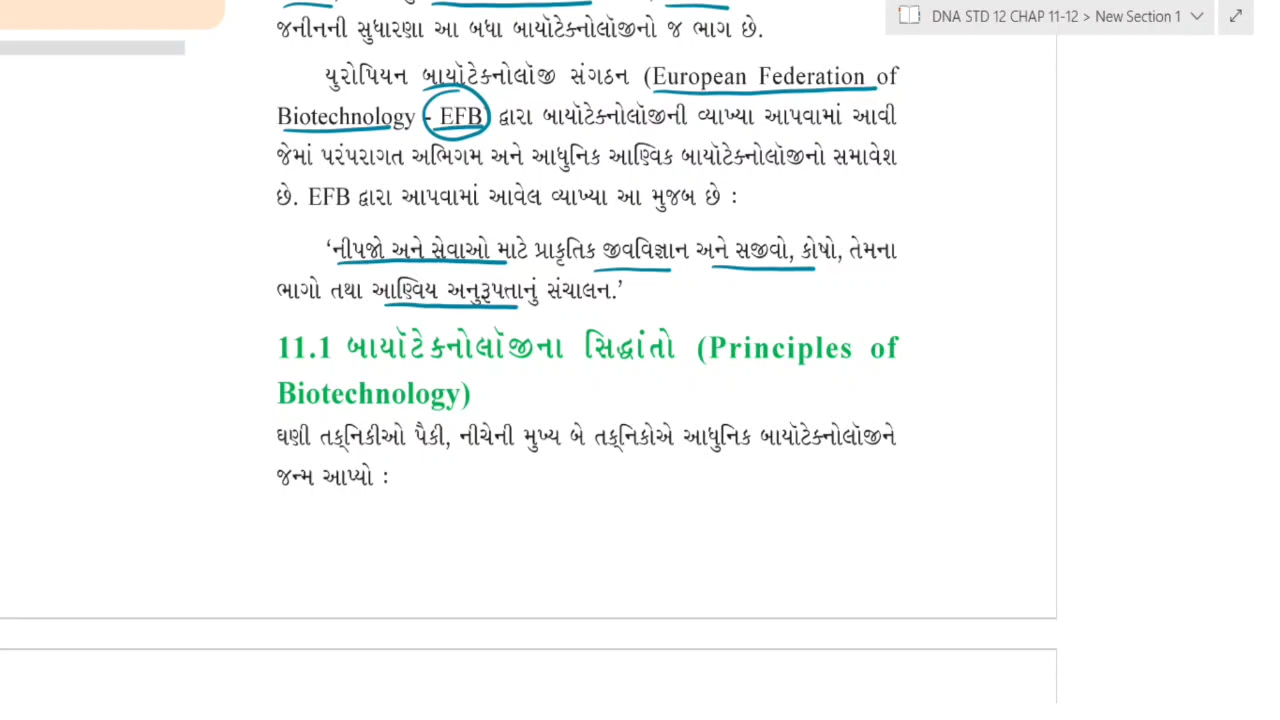 DNA STD 12 CHAP 11-12 > New Section 1
જનીનની સુધારણા આ બધા બાયૉટેક્નોલૉજીનો જ ભાગ છે.
યુરોપિયન બાયૉટેક્નોલૉજી સંગઠન (European Federation of
Biotechnology - EFB) દ્વારા બાયૉટેક્નોલૉજીની વ્યાખ્યા આપવામાં આવી
જેમાં પરંપરાગત અભિગમ અને આધુનિક આણ્વિક બાયૉટેક્નોલૉજીનો સમાવેશ
છે. EFB દ્વારા આપવામાં આવેલ વ્યાખ્યા આ મુજબ છે :
‘નીપજો અને સેવાઓ માટે પ્રાકૃતિક જીવવિજ્ઞાન અને સજીવો, કોષો, તેમના
ભાગો તથા આણ્વિય અનુરૂપતાનું સંચાલન.’
11.1 બાયૉટેક્નોલૉજીના સિદ્ધાંતો (Principles of
Biotechnology)
ઘણી તક્‌નિકીઓ પૈકી, નીચેની મુખ્ય બે તક્‌નિકોએ આધુનિક બાયૉટેક્નોલૉજીને
જન્મ આપ્યો :